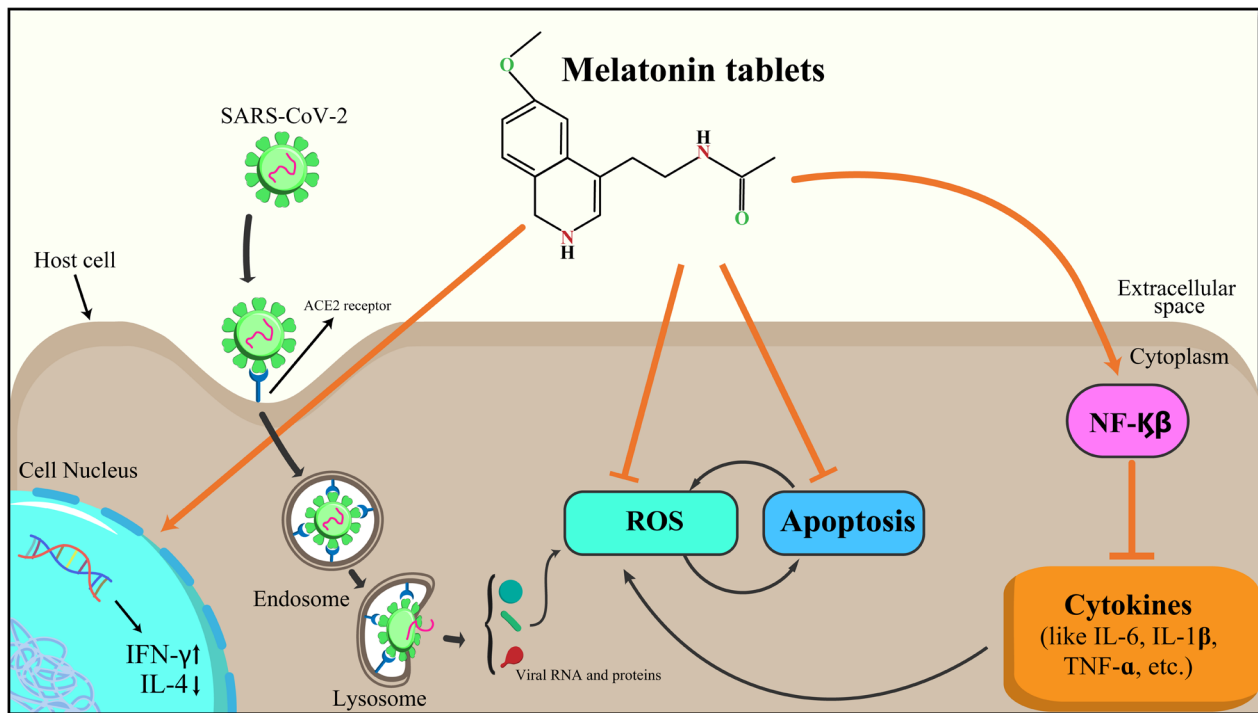 Melatonin tablets
O
H
N
O
N
H
SARS-CoV-2
Host cell
ACE2 receptor
Extracellular
space
Cytoplasm
NF-Ϗβ
Cell Nucleus
ROS
Apoptosis
Endosome
Cytokines
(like IL-6, IL-1β,
TNF-α, etc.)
IFN-γ↑
IL-4↓
Viral RNA and proteins
Lysosome